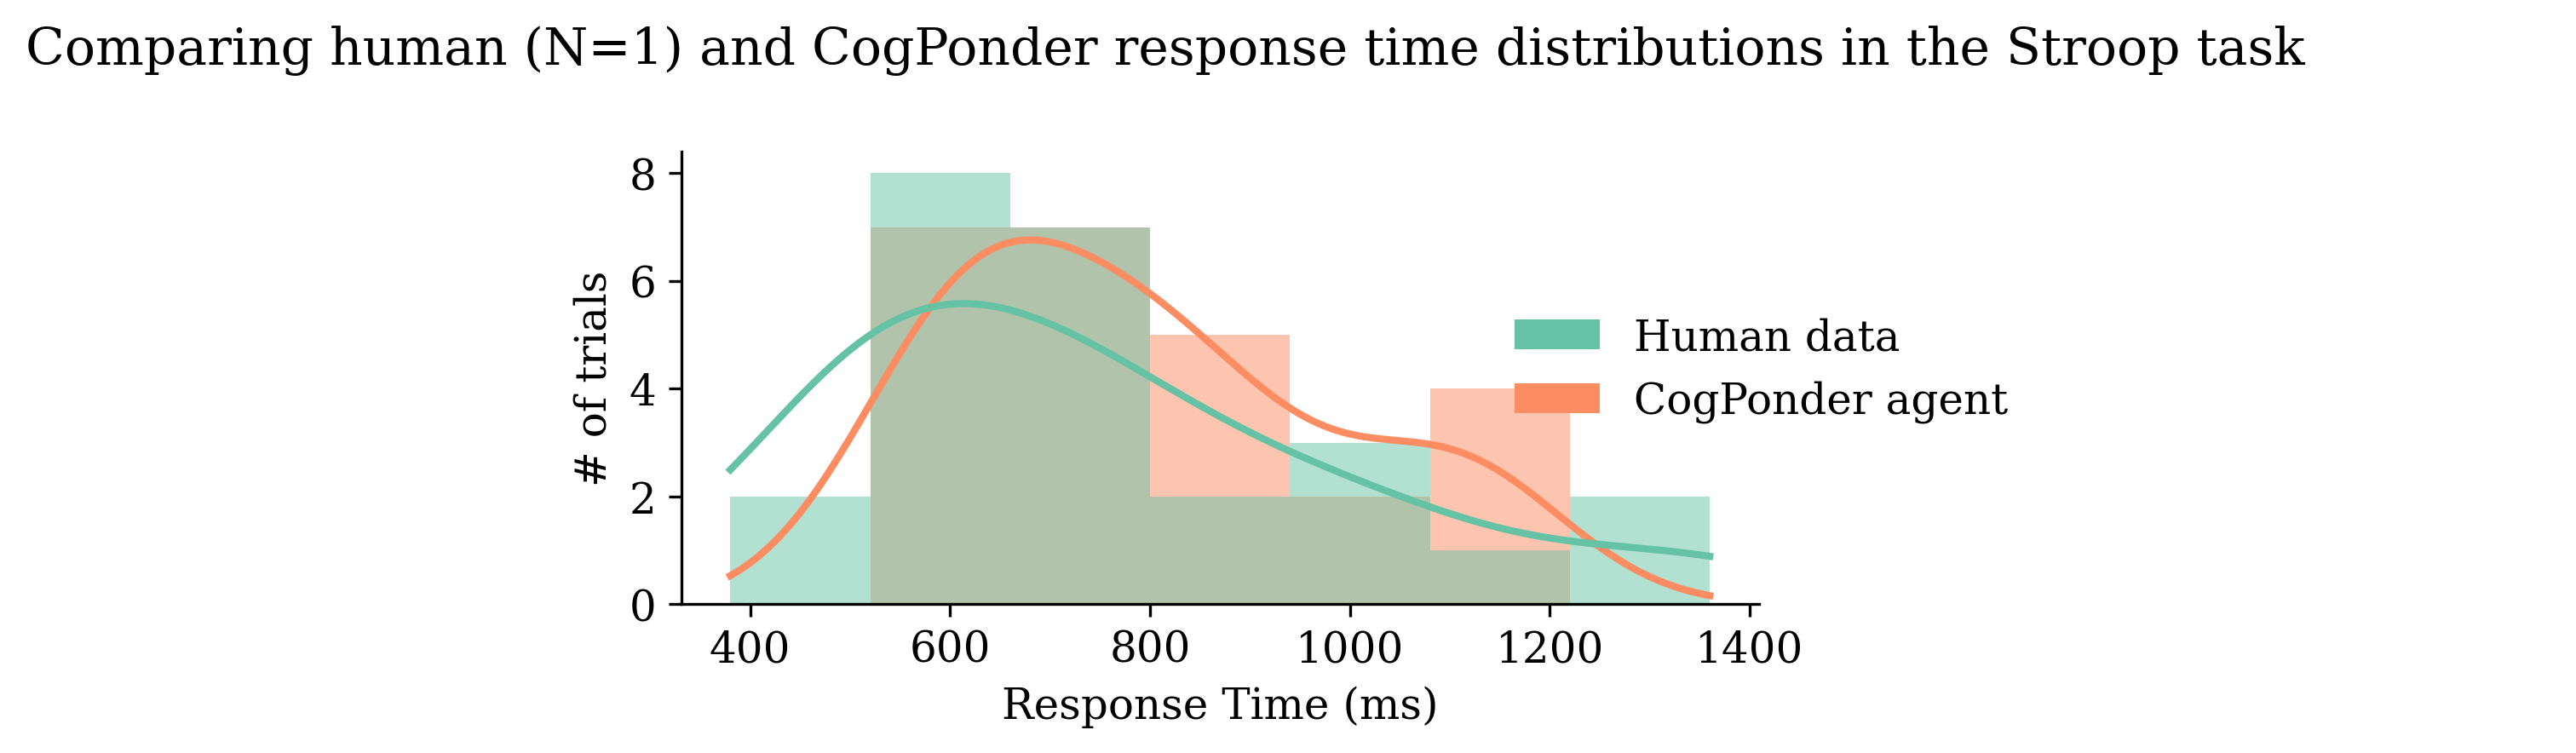 Comparing human (N=1) and CogPonder response time distributions in the Stroop task
8
6
4
2
0
# of trials
Human data
CogPonder agent
400 600 800 1000 1200 1400
Response Time (ms)